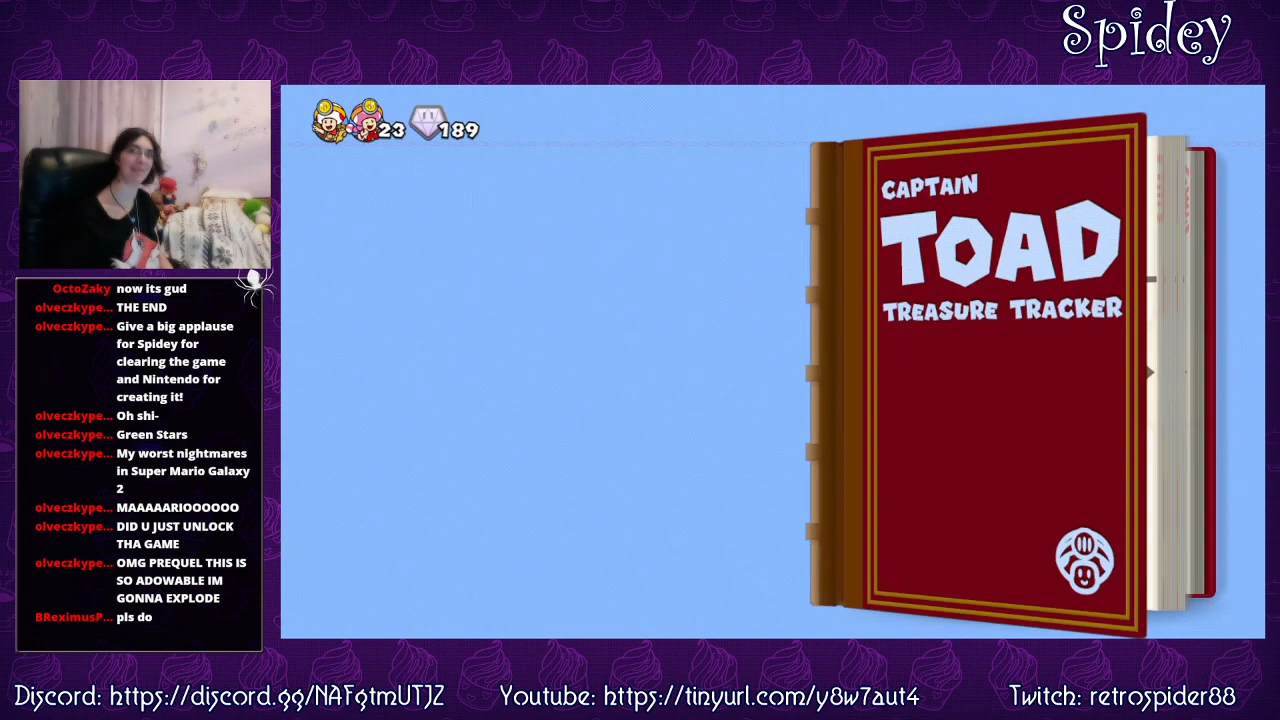 Spidey
23 189
CAPTAIN
TOAD
TREASURE TRACKER
OctoZaky now its gud
olveczkype... THE END
olveczkype... Give a big applause
for Spidey for
clearing the game
and Nintendo for
creating it!
olveczkype... Oh shi-
olveczkype... Green Stars
olveczkype... My worst nightmares
in Super Mario Galaxy
2
olveczkype... MAAAAARIOOOOOO
olveczkype... DID U JUST UNLOCK
THA GAME
olveczkype... OMG PREQUEL THIS IS
SO ADOWABLE IM
GONNA EXPLODE
BReximusP... pls do
Discord: https://discord.gg/NAFgtmUTJZ Youtube: https://tinyurl.com/y8w7aut4 Twitch: retrospider88